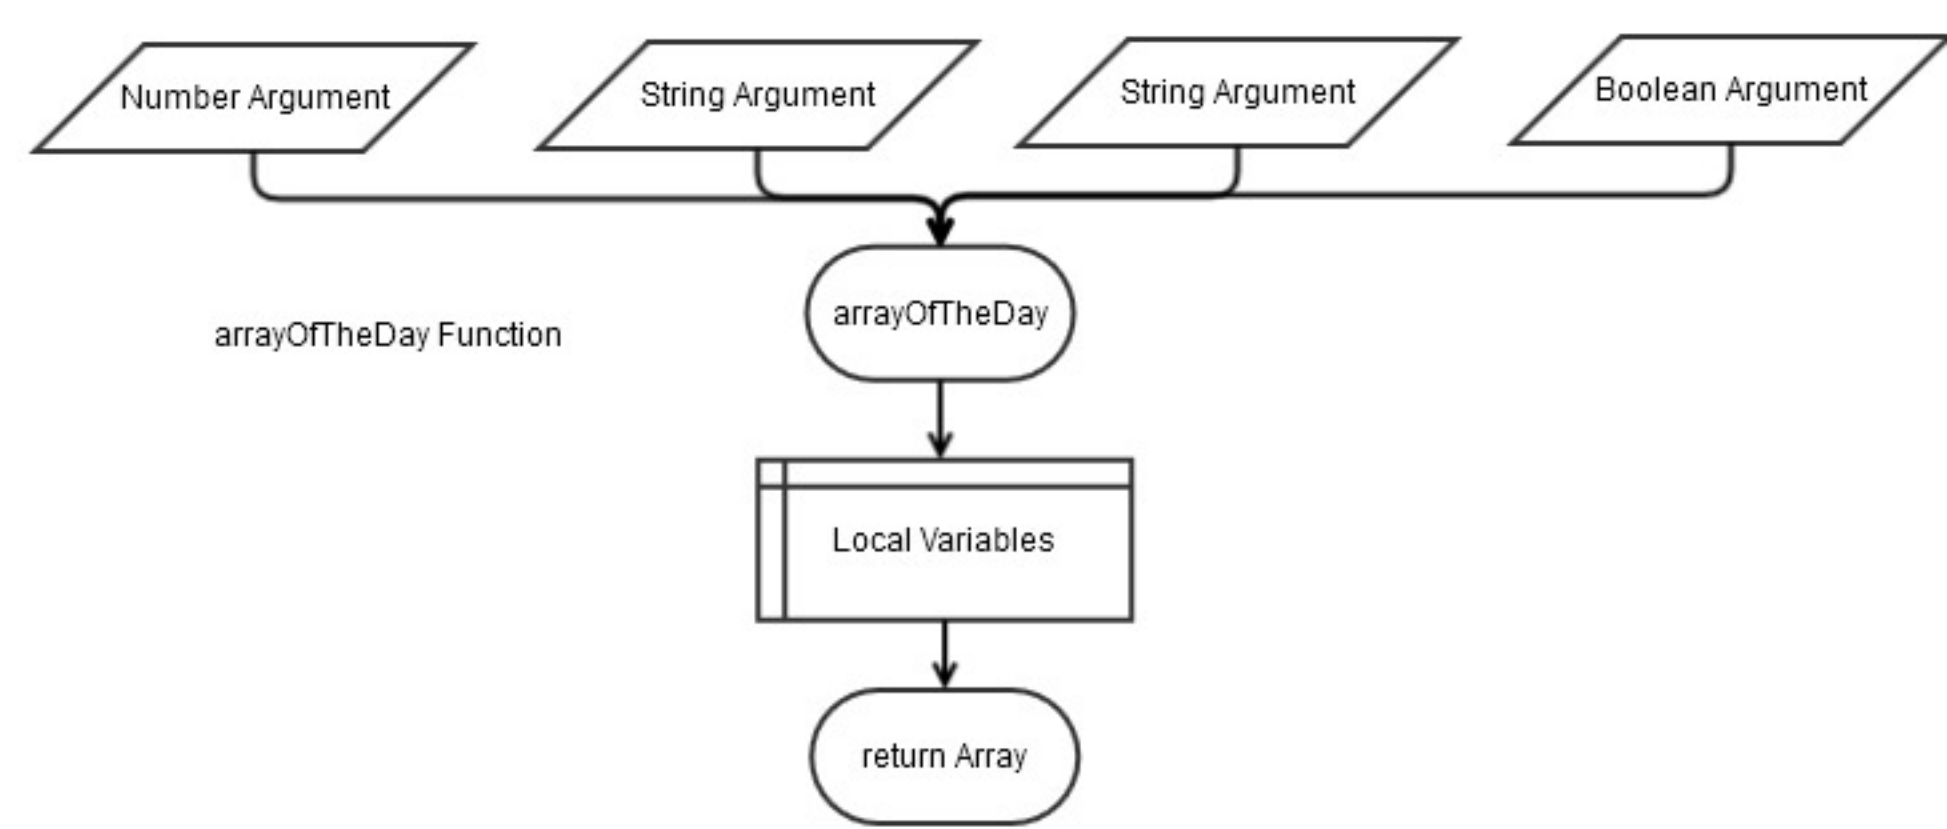 Number Argument
String Argument
String Argument
Boolean Argument
arrayOfTheDay
arrayOfTheDay Function
Local Variables
return Array